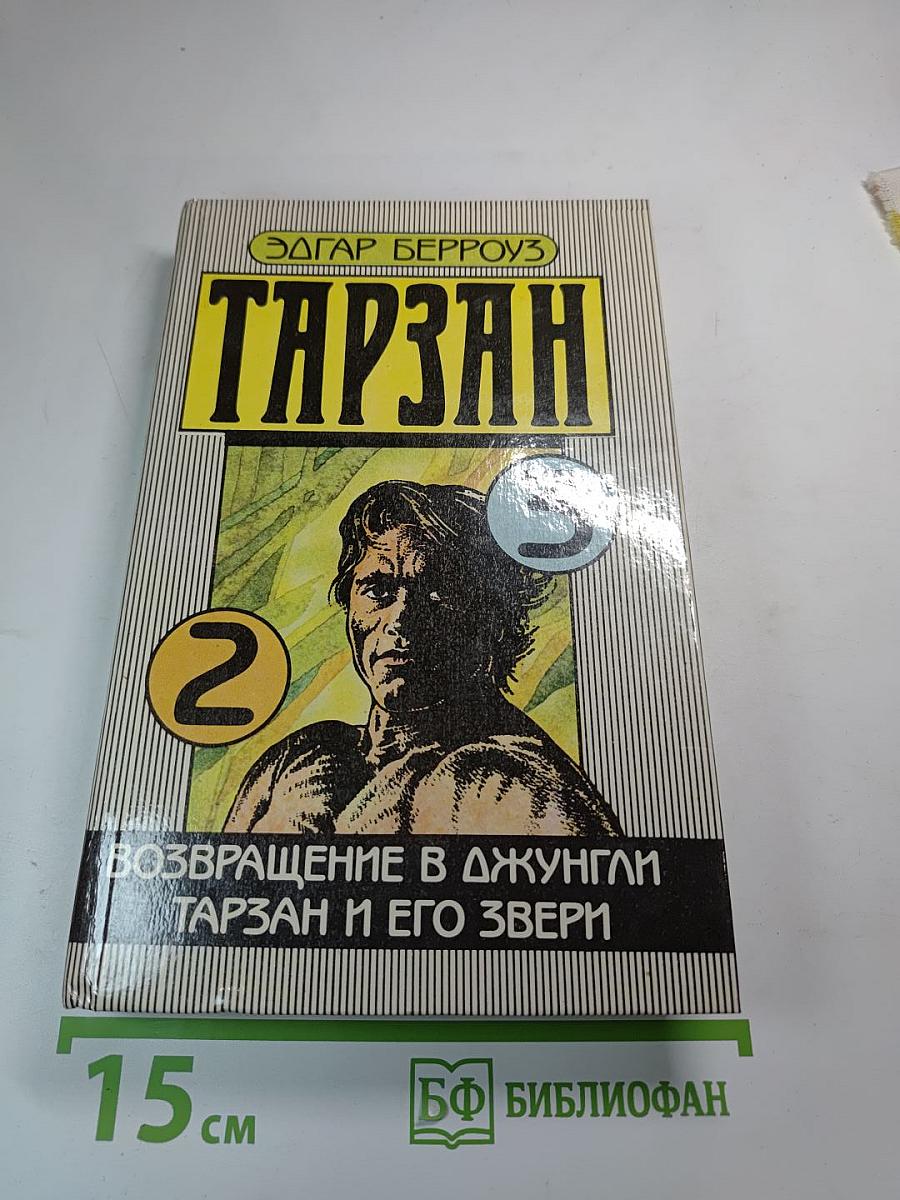 ЭДГАР БЕРРОУЗ
ТАРЗАН
2
ВОЗВРАЩЕНИЕ В ДЖУНГЛИ
ТАРЗАН И ЕГО ЗВЕРИ
15 см
БФ БИБЛИОФАН